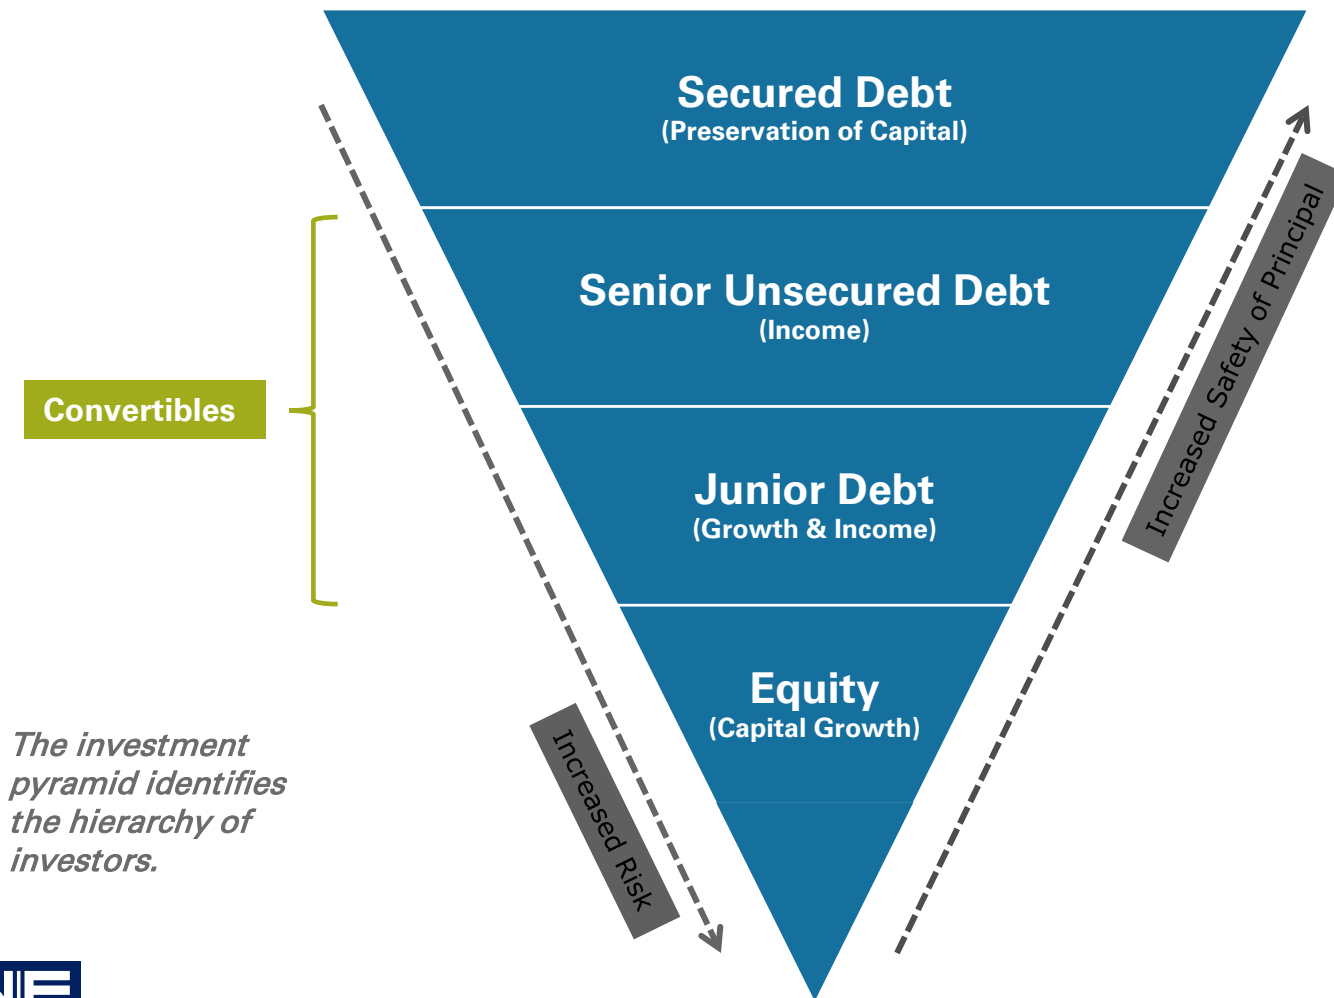 Secured Debt
(Preservation of Capital)
Increased Safety of Principal
Senior Unsecured Debt
(Income)
Convertibles
Junior Debt
(Growth & Income)
Equity
(Capital Growth)
Increased Risk
The investment
pyramid identifies
the hierarchy of
investors.